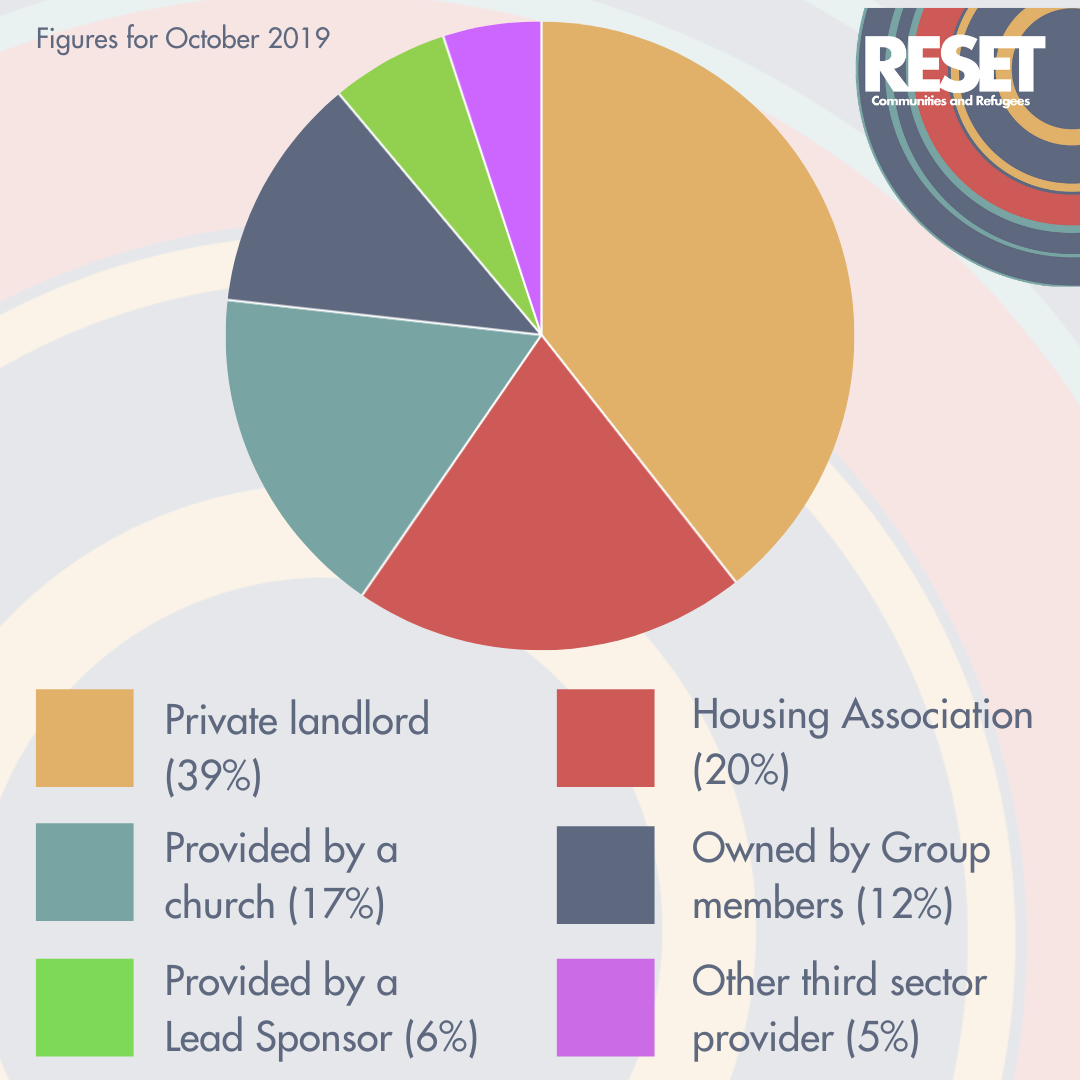 Figures for October 2019
RESET
Communities and Refugees
Private landlord
(39%)
Housing Association
(20%)
Provided by a
church (17%)
Owned by Group
members (12%)
Provided by a
Lead Sponsor (6%)
Other third sector
provider (5%)